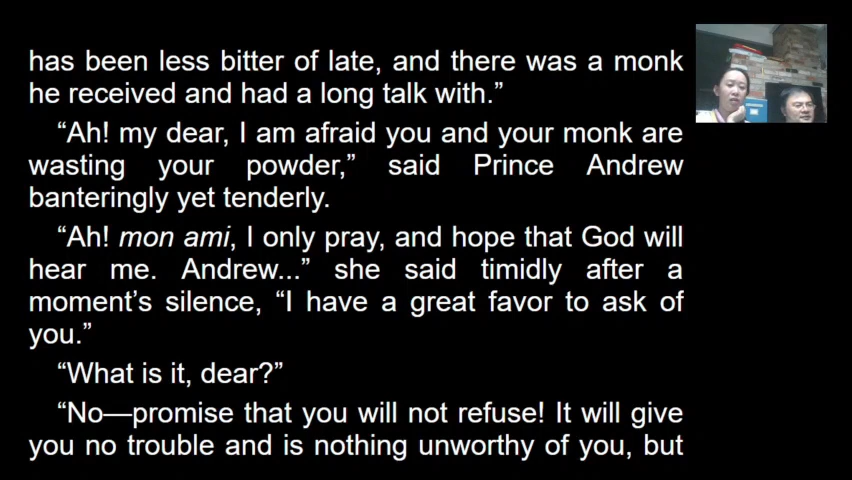 has been less bitter of late, and there was a monk
he received and had a long talk with.”
“Ah! my dear, I am afraid you and your monk are
wasting your powder,” said Prince Andrew
banteringly yet tenderly.
“Ah! mon ami, I only pray, and hope that God will
hear me. Andrew...” she said timidly after a
moment’s silence, “I have a great favor to ask of
you.”
“What is it, dear?”
“No—promise that you will not refuse! It will give
you no trouble and is nothing unworthy of you, but